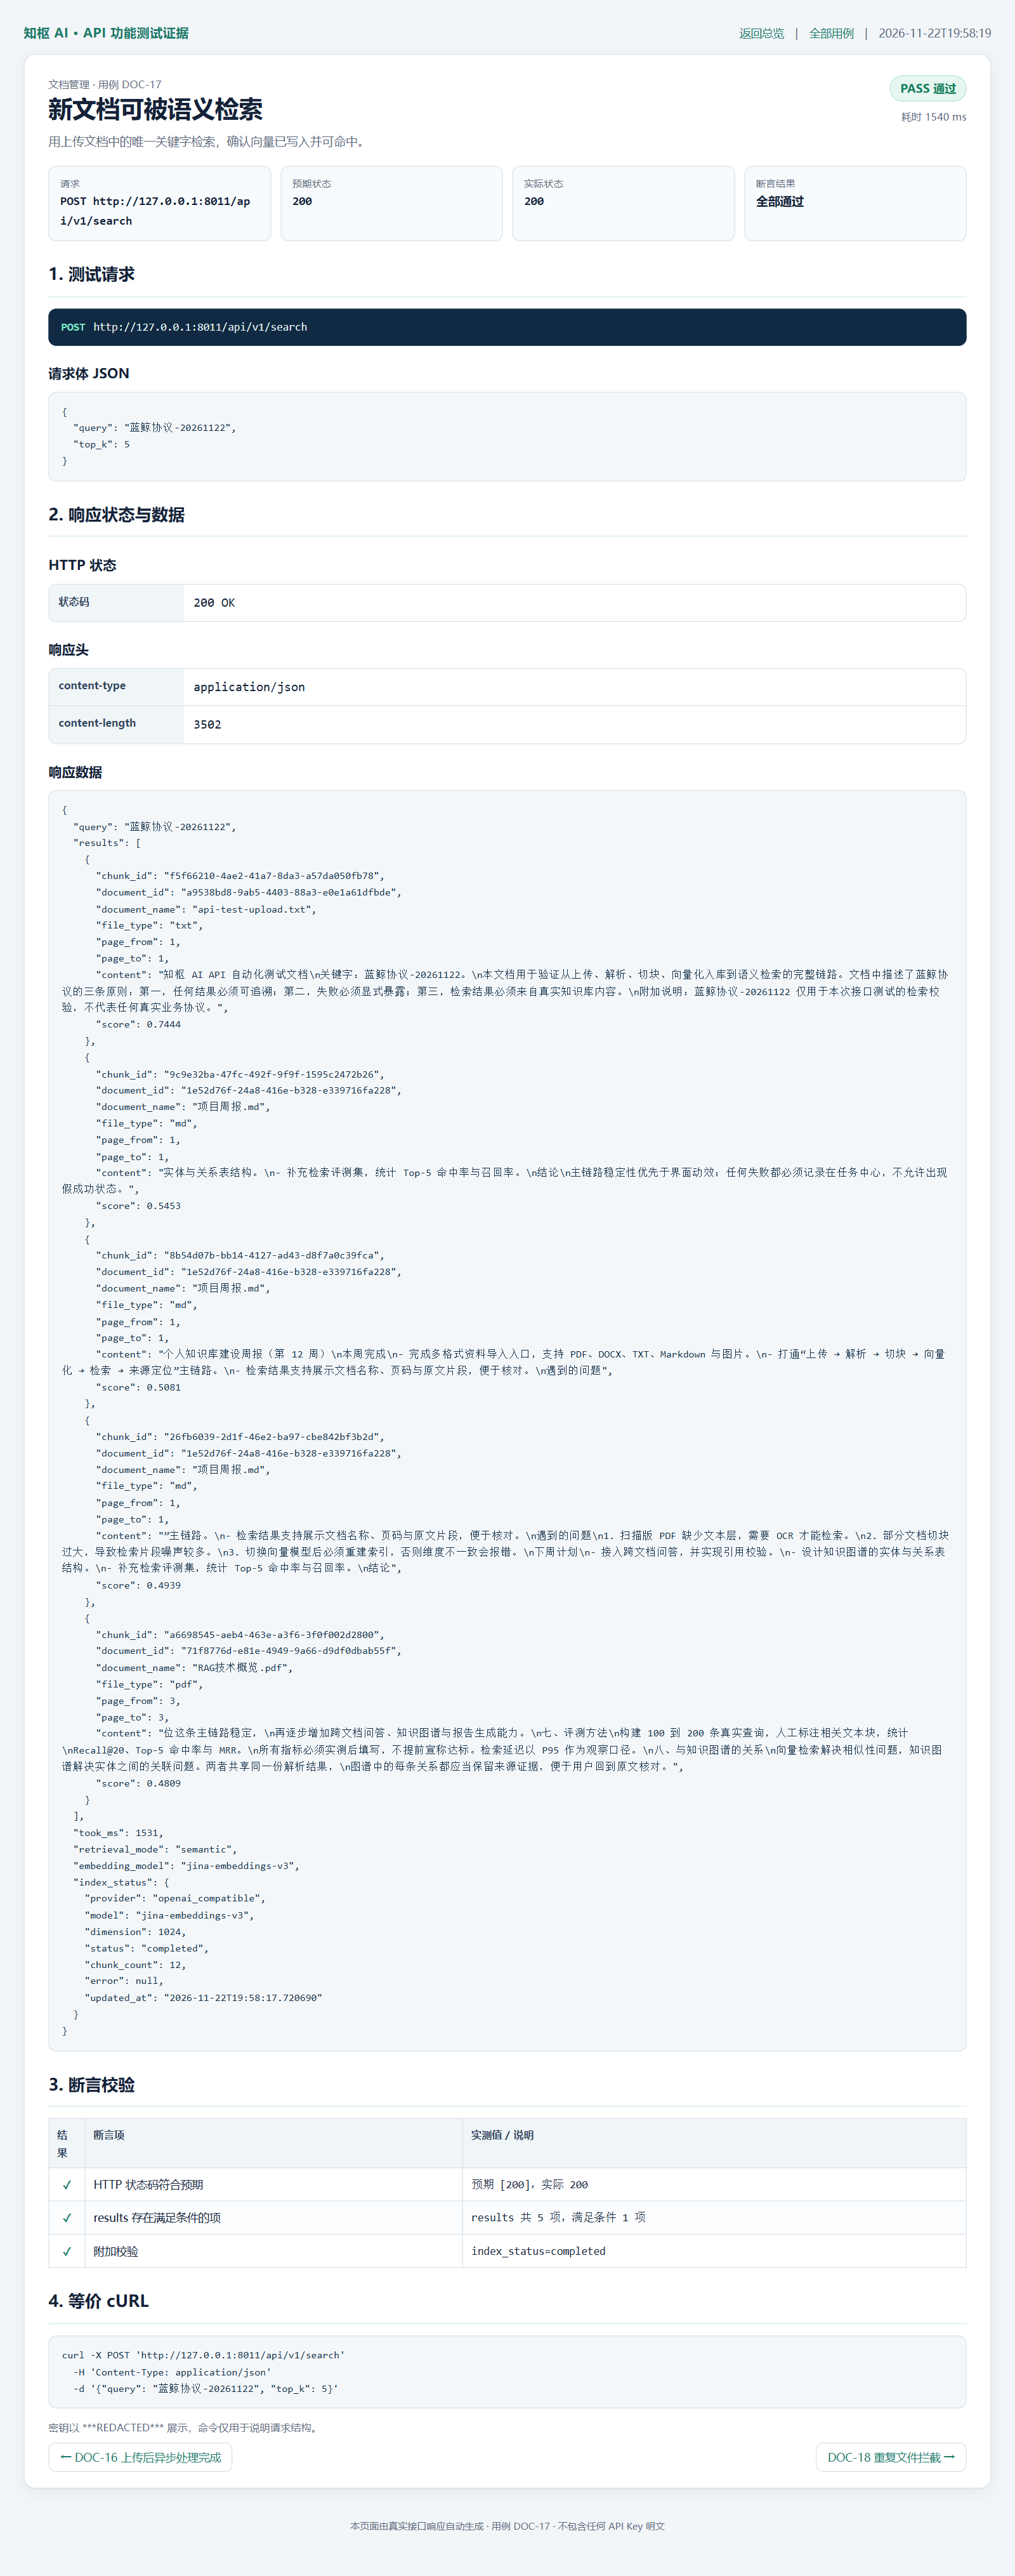 知枢 AI · API 功能测试证据
返回总览 | 全部用例 | 2026-11-22T19:58:19
文档管理 · 用例 DOC-17
PASS 通过
新文档可被语义检索
耗时 1540 ms
用上传文档中的唯一关键字检索，确认向量已写入并可命中。
请求
POST http://127.0.0.1:8011/ap
i/v1/search
预期状态
200
实际状态
200
断言结果
全部通过
1. 测试请求
POST http://127.0.0.1:8011/api/v1/search
请求体 JSON
{
"query": "蓝鲸协议-20261122",
"top_k": 5
}
2. 响应状态与数据
HTTP 状态
状态码 200 OK
响应头
content-type application/json
content-length 3502
响应数据
{
"query": "蓝鲸协议-20261122",
"results": [
{
"chunk_id": "f5f66210-4ae2-41a7-8da3-a57da050fb78",
"document_id": "a9538bd8-9ab5-4403-88a3-e0e1a61dfbde",
"document_name": "api-test-upload.txt",
"file_type": "txt",
"page_from": 1,
"page_to": 1,
"content": "知枢 AI API 自动化测试文档\n关键字：蓝鲸协议-20261122。\n本文档用于验证从上传、解析、切块、向量化入库到语义检索的完整链路。文档中描述了蓝鲸协
议的三条原则：第一，任何结果必须可追溯；第二，失败必须显式暴露；第三，检索结果必须来自真实知识库内容。\n附加说明：蓝鲸协议-20261122 仅用于本次接口测试的检索校
验，不代表任何真实业务协议。",
"score": 0.7444
},
{
"chunk_id": "9c9e32ba-47fc-492f-9f9f-1595c2472b26",
"document_id": "1e52d76f-24a8-416e-b328-e339716fa228",
"document_name": "项目周报.md",
"file_type": "md",
"page_from": 1,
"page_to": 1,
"content": "实体与关系表结构。\n- 补充检索评测集，统计 Top-5 命中率与召回率。\n结论\n主链路稳定性优先于界面动效；任何失败都必须记录在任务中心，不允许出现
假成功状态。",
"score": 0.5453
},
{
"chunk_id": "8b54d07b-bb14-4127-ad43-d8f7a0c39fca",
"document_id": "1e52d76f-24a8-416e-b328-e339716fa228",
"document_name": "项目周报.md",
"file_type": "md",
"page_from": 1,
"page_to": 1,
"content": "个人知识库建设周报（第 12 周）\n本周完成\n- 完成多格式资料导入入口，支持 PDF、DOCX、TXT、Markdown 与图片。\n- 打通“上传 → 解析 → 切块 → 向量
化 → 检索 → 来源定位”主链路。\n- 检索结果支持展示文档名称、页码与原文片段，便于核对。\n遇到的问题",
"score": 0.5081
},
{
"chunk_id": "26fb6039-2d1f-46e2-ba97-cbe842bf3b2d",
"document_id": "1e52d76f-24a8-416e-b328-e339716fa228",
"document_name": "项目周报.md",
"file_type": "md",
"page_from": 1,
"page_to": 1,
"content": "”主链路。\n- 检索结果支持展示文档名称、页码与原文片段，便于核对。\n遇到的问题\n1. 扫描版 PDF 缺少文本层，需要 OCR 才能检索。\n2. 部分文档切块
过大，导致检索片段噪声较多。\n3. 切换向量模型后必须重建索引，否则维度不一致会报错。\n下周计划\n- 接入跨文档问答，并实现引用校验。\n- 设计知识图谱的实体与关系表
结构。\n- 补充检索评测集，统计 Top-5 命中率与召回率。\n结论",
"score": 0.4939
},
{
"chunk_id": "a6698545-aeb4-463e-a3f6-3f0f002d2800",
"document_id": "71f8776d-e81e-4949-9a66-d9df0dbab55f",
"document_name": "RAG技术概览.pdf",
"file_type": "pdf",
"page_from": 3,
"page_to": 3,
"content": "位这条主链路稳定，\n再逐步增加跨文档问答、知识图谱与报告生成能力。\n七、评测方法\n构建 100 到 200 条真实查询，人工标注相关文本块，统计
\nRecall@20、Top-5 命中率与 MRR。\n所有指标必须实测后填写，不提前宣称达标。检索延迟以 P95 作为观察口径。\n八、与知识图谱的关系\n向量检索解决相似性问题，知识图
谱解决实体之间的关联问题。两者共享同一份解析结果，\n图谱中的每条关系都应当保留来源证据，便于用户回到原文核对。",
"score": 0.4809
}
],
"took_ms": 1531,
"retrieval_mode": "semantic",
"embedding_model": "jina-embeddings-v3",
"index_status": {
"provider": "openai_compatible",
"model": "jina-embeddings-v3",
"dimension": 1024,
"status": "completed",
"chunk_count": 12,
"error": null,
"updated_at": "2026-11-22T19:58:17.720690"
}
}
3. 断言校验
结果 断言项 实测值 / 说明
✓ HTTP 状态码符合预期 预期 [200]，实际 200
✓ results 存在满足条件的项 results 共 5 项，满足条件 1 项
✓ 附加校验 index_status=completed
4. 等价 cURL
curl -X POST 'http://127.0.0.1:8011/api/v1/search'
-H 'Content-Type: application/json'
-d '{"query": "蓝鲸协议-20261122", "top_k": 5}'
密钥以 ***REDACTED*** 展示，命令仅用于说明请求结构。
← DOC-16 上传后异步处理完成
DOC-18 重复文件拦截 →
本页面由真实接口响应自动生成 · 用例 DOC-17 · 不包含任何 API Key 明文